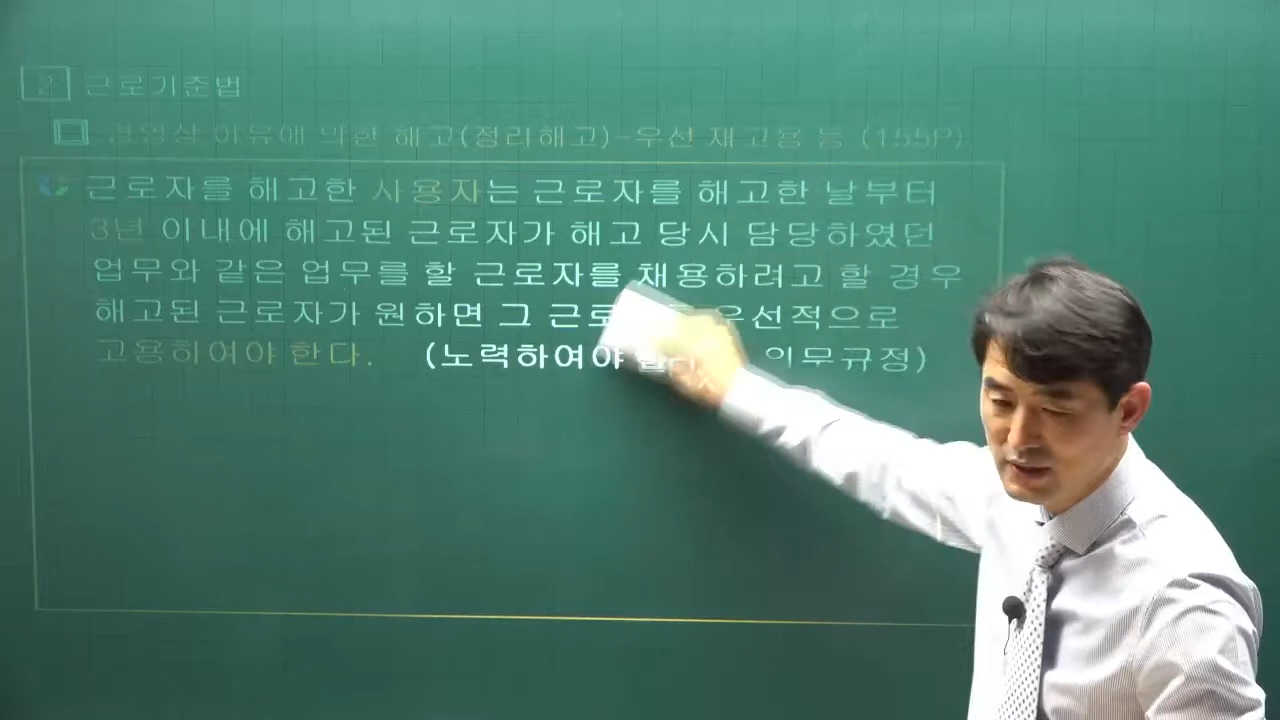 2 근로기준법
경영상 이유에 의한 해고(정리해고)-우선 재고용 등 (155P)
근로자를 해고한 사용자는 근로자를 해고한 날부터
3년 이내에 해고된 근로자가 해고 당시 담당하였던
업무와 같은 업무를 할 근로자를 채용하려고 할 경우
해고된 근로자가 원하면 그 우선적으로
고용하여야 한다. (노력하여야 의무규정)